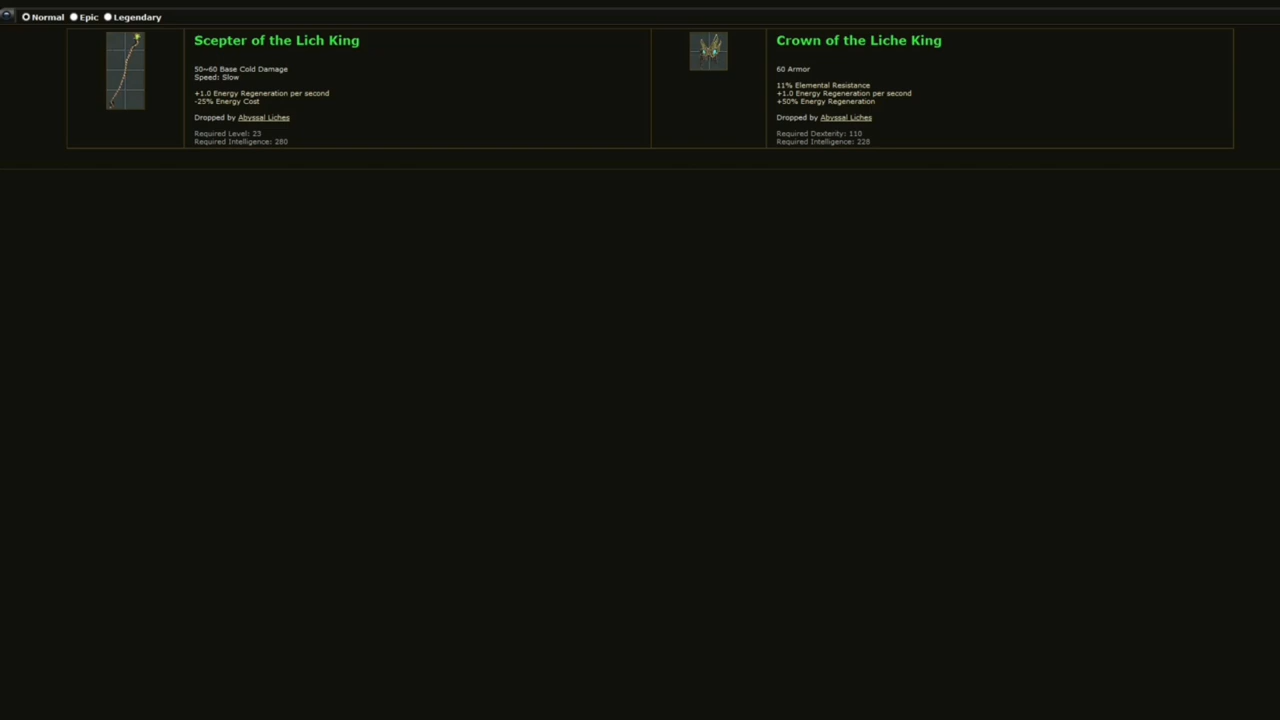 Normal Epic Legendary
Scepter of the Lich King
50~60 Base Cold Damage
Speed: Slow
+1.0 Energy Regeneration per second
-25% Energy Cost
Dropped by Abyssal Liches
Required Level: 23
Required Intelligence: 280
Crown of the Liche King
60 Armor
11% Elemental Resistance
+1.0 Energy Regeneration per second
+50% Energy Regeneration
Dropped by Abyssal Liches
Required Dexterity: 110
Required Intelligence: 228